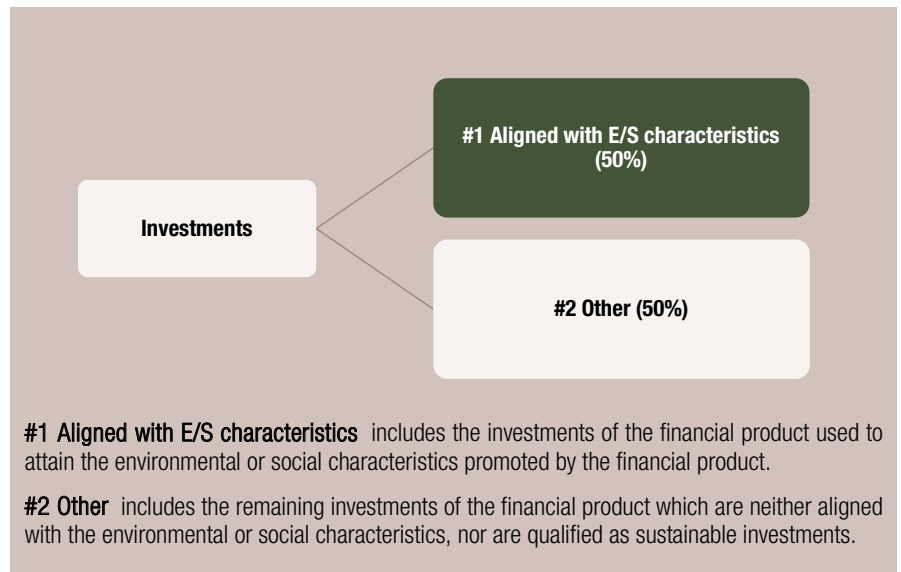 #1 Aligned with E/S characteristics
(50%)
Investments
#2 Other (50%)
#1 Aligned with E/S characteristics includes the investments of the financial product used to
attain the environmental or social characteristics promoted by the financial product.
#2 Other includes the remaining investments of the financial product which are neither aligned
with the environmental or social characteristics, nor are qualified as sustainable investments.